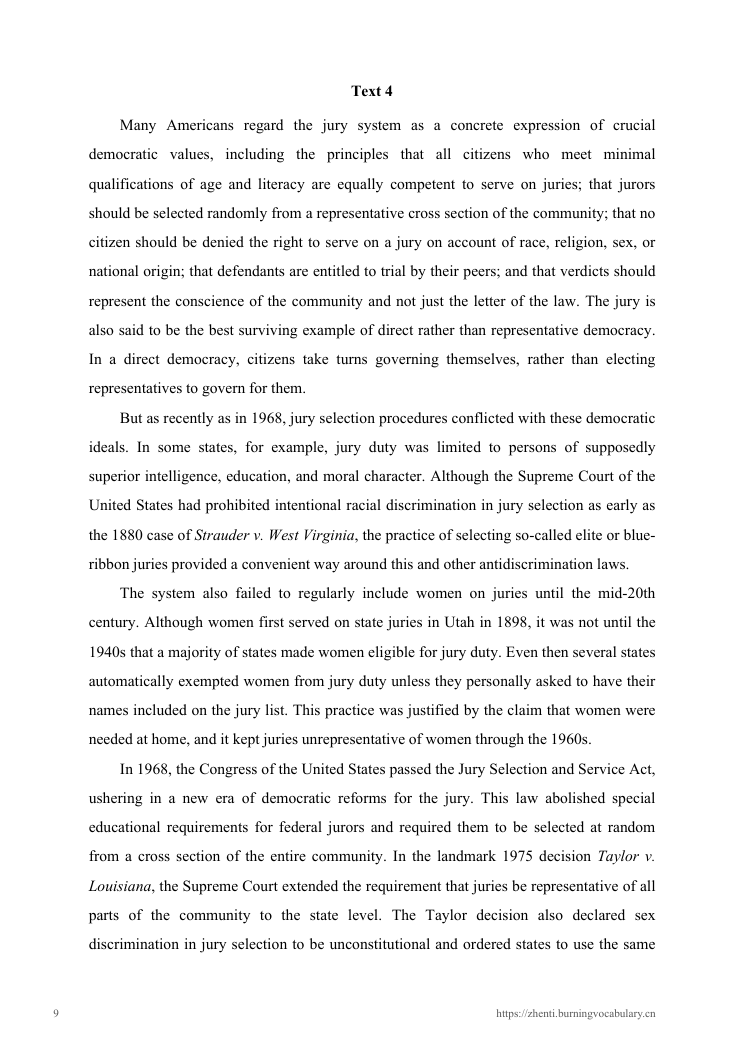 Text 4
Many Americans regard the jury system as a concrete expression of crucial
democratic values, including the principles that all citizens who meet minimal
qualifications of age and literacy are equally competent to serve on juries; that jurors
should be selected randomly from a representative cross section of the community; that no
citizen should be denied the right to serve on a jury on account of race, religion, sex, or
national origin; that defendants are entitled to trial by their peers; and that verdicts should
represent the conscience of the community and not just the letter of the law. The jury is
also said to be the best surviving example of direct rather than representative democracy.
In a direct democracy, citizens take turns governing themselves, rather than electing
representatives to govern for them.
But as recently as in 1968, jury selection procedures conflicted with these democratic
ideals. In some states, for example, jury duty was limited to persons of supposedly
superior intelligence, education, and moral character. Although the Supreme Court of the
United States had prohibited intentional racial discrimination in jury selection as early as
the 1880 case of Strauder v. West Virginia, the practice of selecting so-called elite or blue-
ribbon juries provided a convenient way around this and other antidiscrimination laws.
The system also failed to regularly include women on juries until the mid-20th
century. Although women first served on state juries in Utah in 1898, it was not until the
1940s that a majority of states made women eligible for jury duty. Even then several states
automatically exempted women from jury duty unless they personally asked to have their
names included on the jury list. This practice was justified by the claim that women were
needed at home, and it kept juries unrepresentative of women through the 1960s.
In 1968, the Congress of the United States passed the Jury Selection and Service Act,
ushering in a new era of democratic reforms for the jury. This law abolished special
educational requirements for federal jurors and required them to be selected at random
from a cross section of the entire community. In the landmark 1975 decision Taylor v.
Louisiana, the Supreme Court extended the requirement that juries be representative of all
parts of the community to the state level. The Taylor decision also declared sex
discrimination in jury selection to be unconstitutional and ordered states to use the same
9 https://zhenti.burningvocabulary.cn